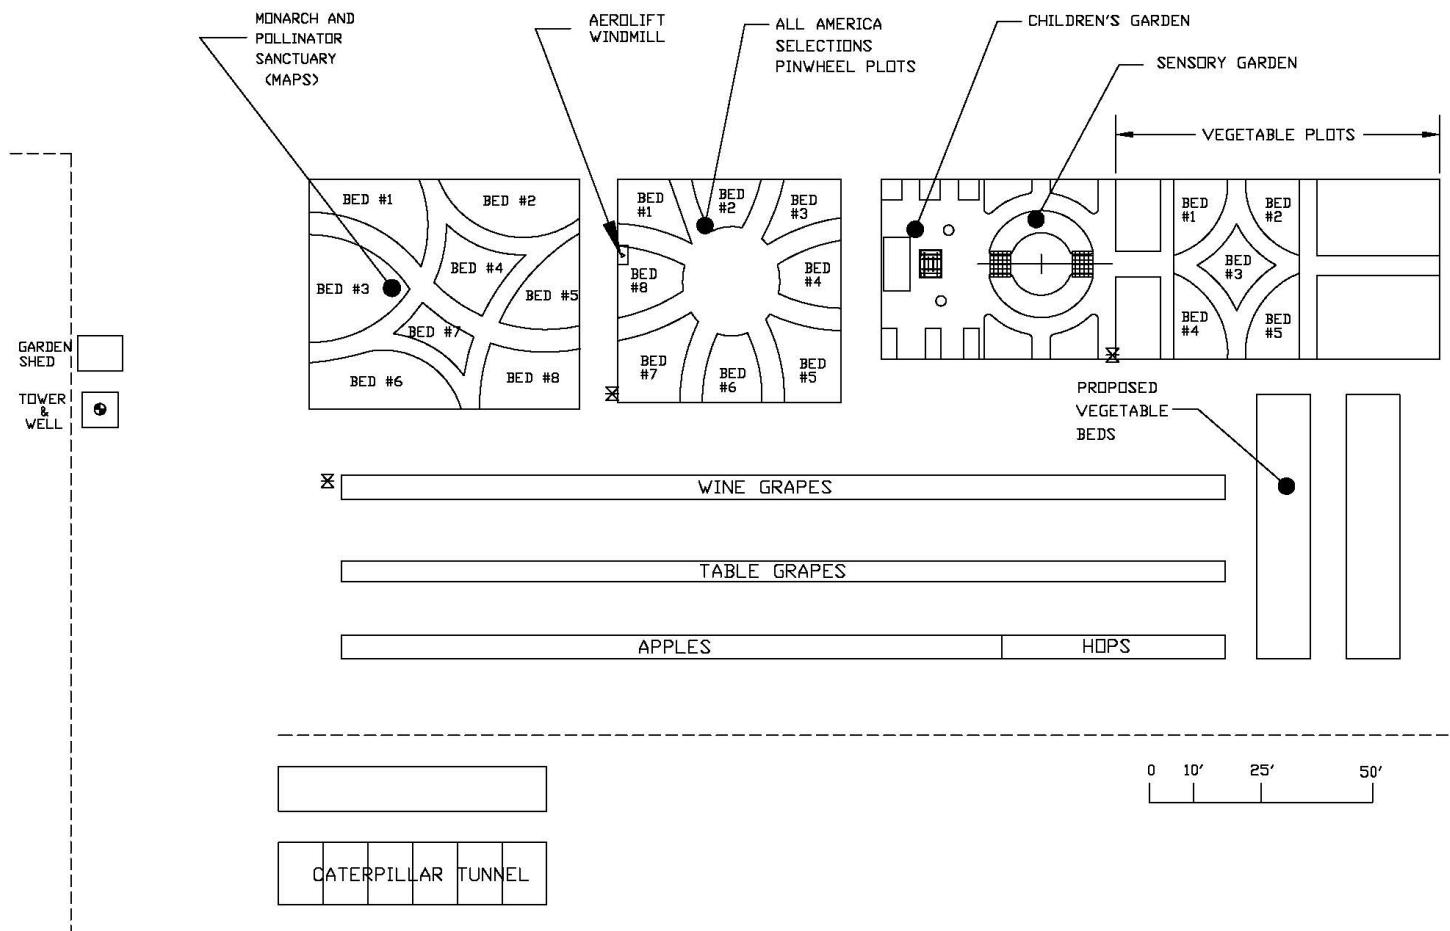 MONARCH AND
POLLINATOR
SANCTUARY
(MAPS)
AEROLIFT
WINDMILL
ALL AMERICA
SELECTIONS
PINWHEEL PLOTS
CHILDREN'S GARDEN
SENSORY GARDEN
VEGETABLE PLOTS
BED #1
BED #2
BED #3
BED #4
BED #5
BED #6
BED #7
BED #8
BED
#1
BED
#2
BED
#3
BED
#4
BED
#5
BED
#6
BED
#7
BED
#8
BED
#1
BED
#2
BED
#3
BED
#4
BED
#5
GARDEN
SHED
TOWER
&
WELL
PROPOSED
VEGETABLE
BEDS
WINE GRAPES
TABLE GRAPES
APPLES
HOPS
0 10' 25' 50'
CATERPILLAR TUNNEL